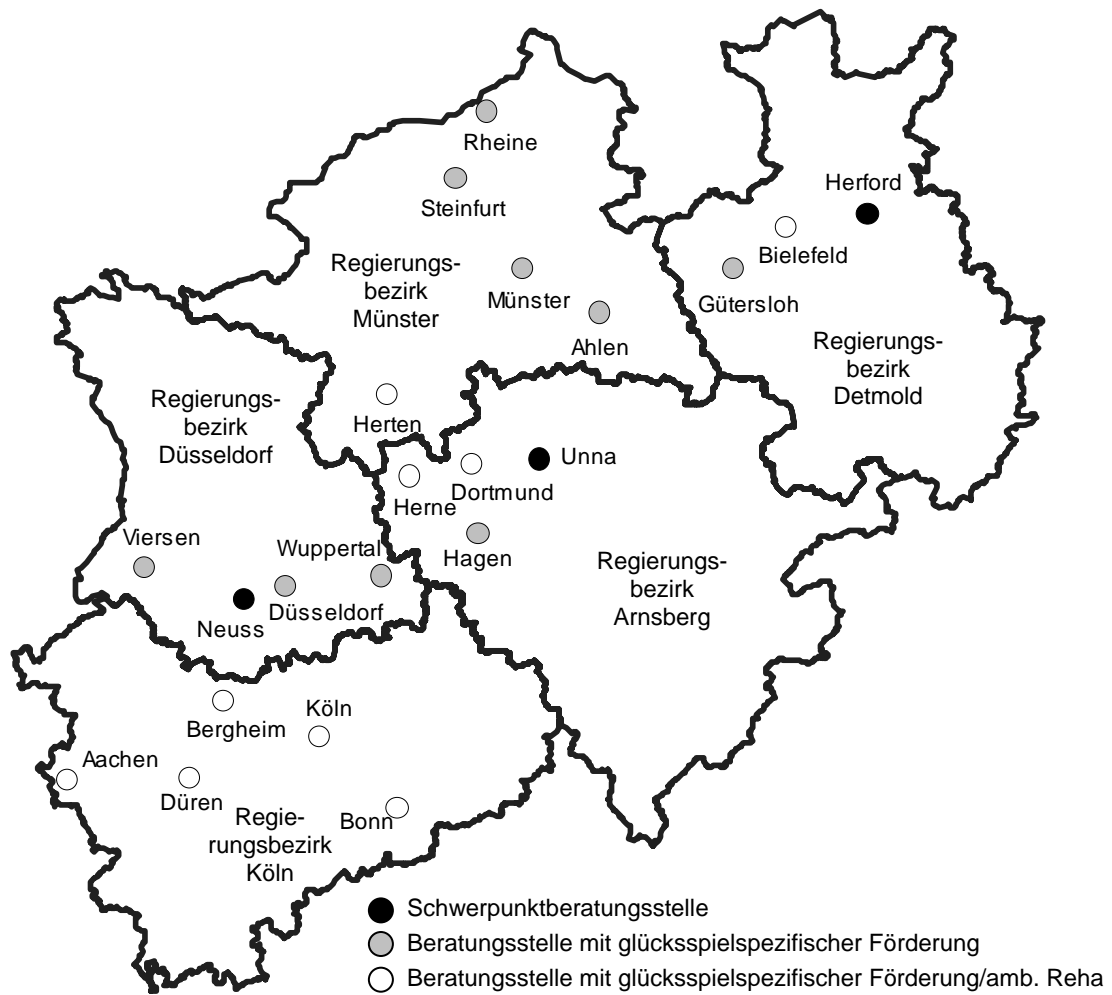 Rheine
Steinfurt
Herford
Bielefeld
Regierungs-
bezirk
Münster
Münster
Gütersloh
Ahlen
Regierungs-
bezirk
Detmold
Regierungs-
bezirk
Düsseldorf
Herten
Unna
Dortmund
Herne
Viersen
Wuppertal
Hagen
Regierungs-
bezirk
Arnsberg
Düsseldorf
Neuss
Bergheim
Köln
Aachen
Düren
Bonn
Regie-
rungsbezirk
Köln
Schwerpunktberatungsstelle
Beratungsstelle mit glücksspielspezifischer Förderung
Beratungsstelle mit glücksspielspezifischer Förderung/amb. Reha